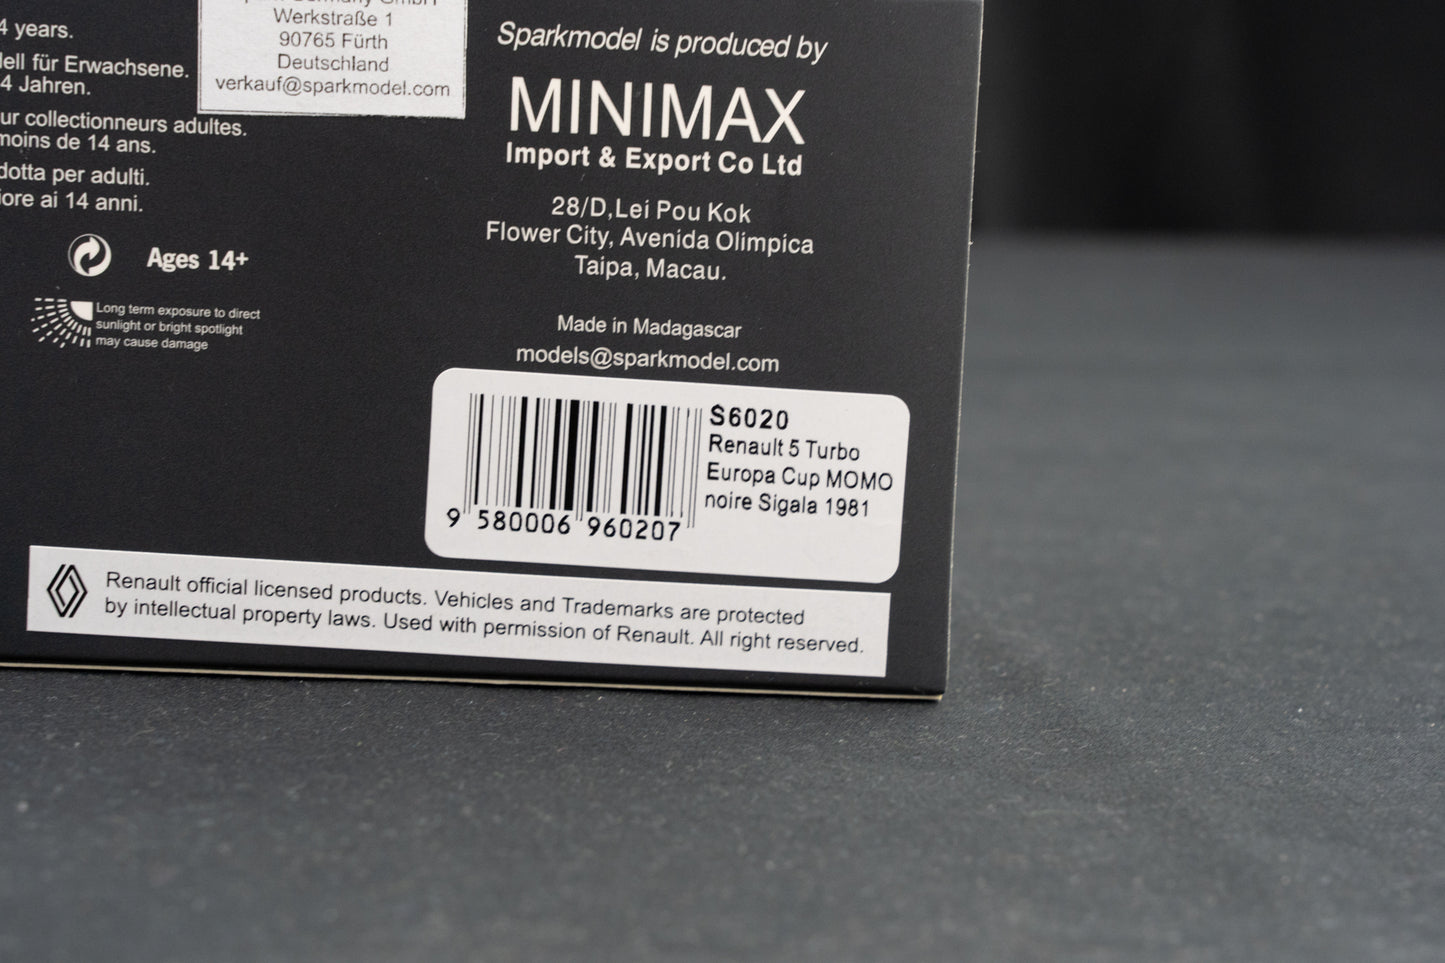 4 years.
ell für Erwachsene.
4 Jahren.
ur collectionneurs adultes.
moins de 14 ans.
dotta per adulti.
iore ai 14 anni.
Ages 14+
Long term exposure to direct
sunlight or bright spotlight
may cause damage
Werkstraße 1
90765 Fürth
Deutschland
verkauf@sparkmodel.com
Sparkmodel is produced by
MINIMAX
Import & Export Co Ltd
28/D,Lei Pou Kok
Flower City, Avenida Olimpica
Taipa, Macau.
Made in Madagascar
models@sparkmodel.com
S6020
Renault 5 Turbo
Europa Cup MOMO
noire Sigala 1981
9 580006 960207
Renault official licensed products. Vehicles and Trademarks are protected
by intellectual property laws. Used with permission of Renault. All right reserved.